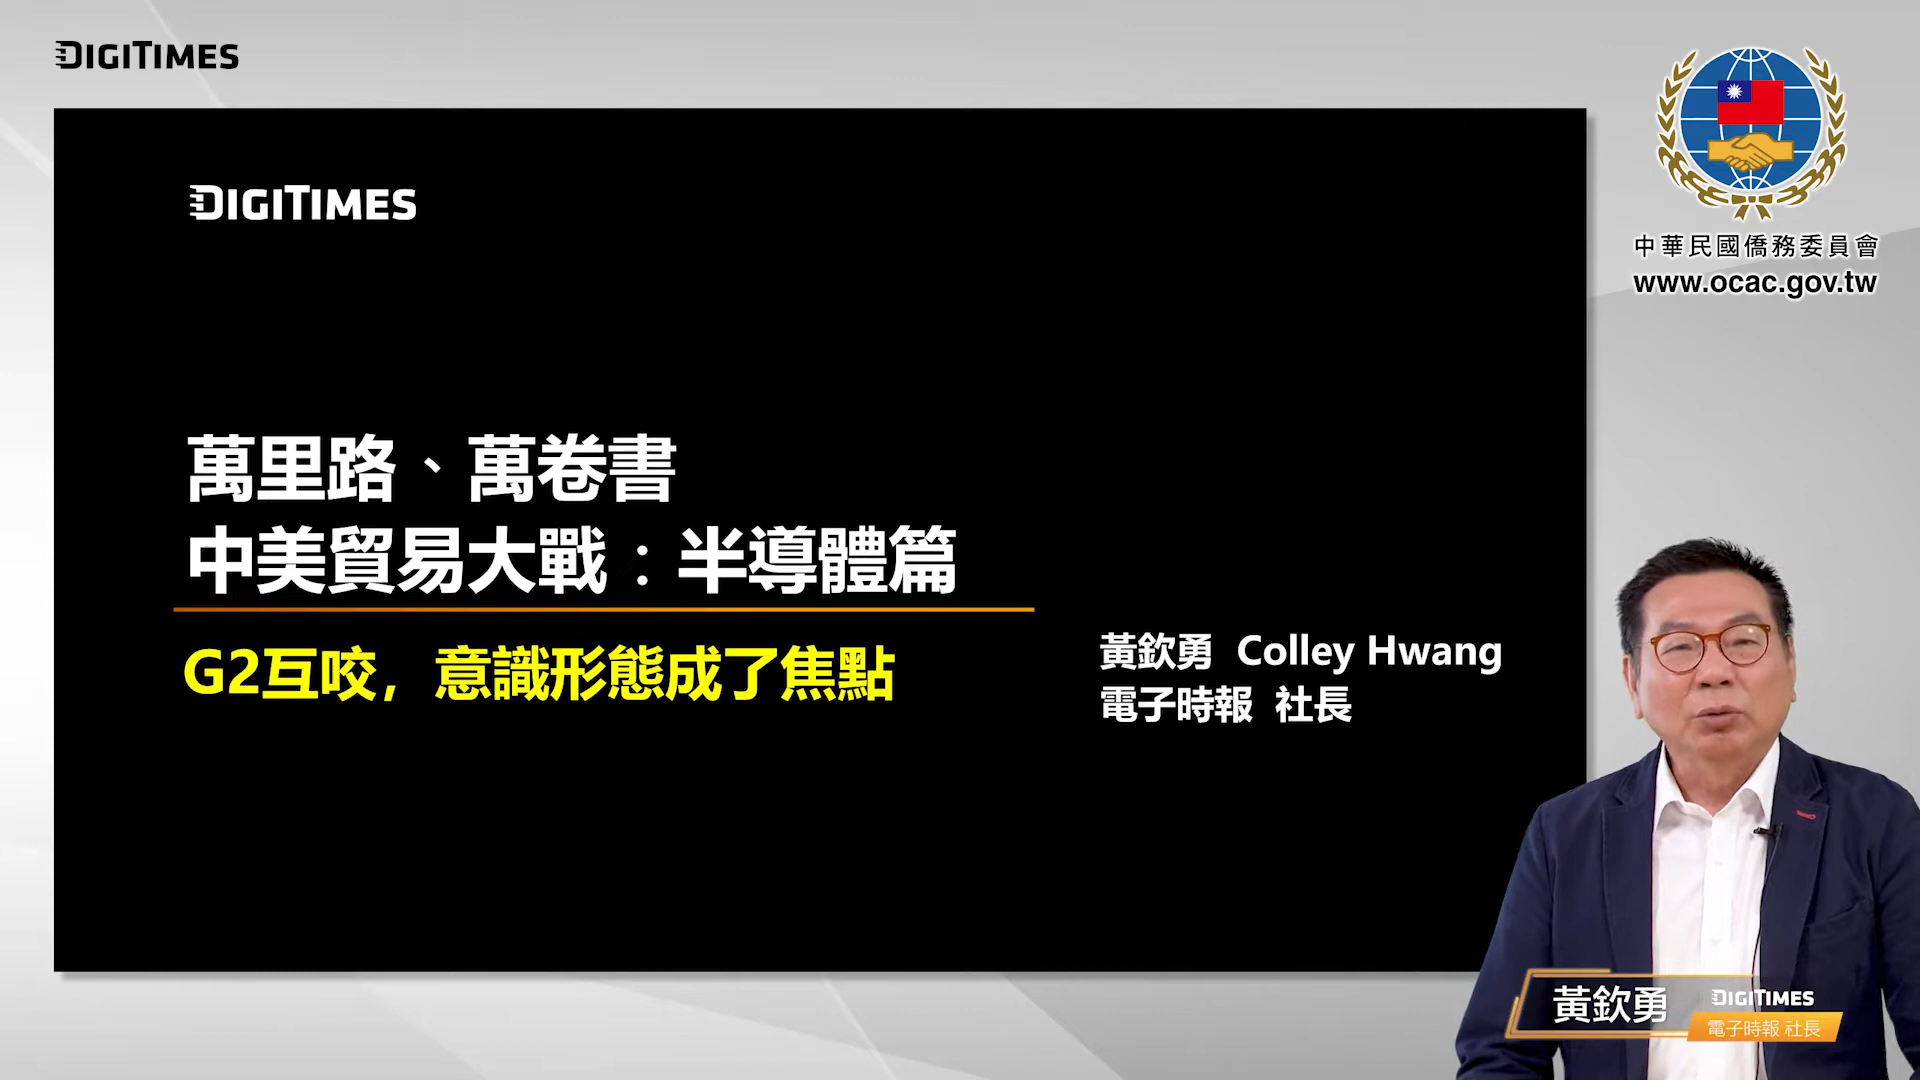 DIGITIMES
中華民國僑務委員會
www.ocac.gov.tw
DIGITIMES
萬里路、萬卷書
中美貿易大戰：半導體篇
G2互咬，意識形態成了焦點
黃欽勇 Colley Hwang
電子時報 社長
黃欽勇
DIGITIMES
電子時報 社長